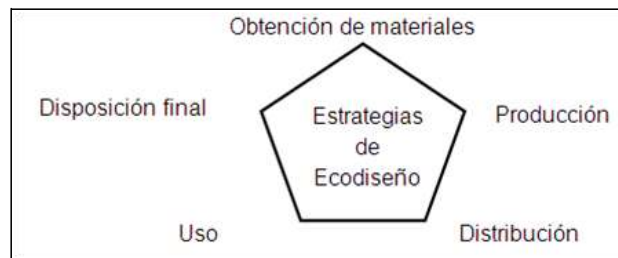 Obtención de materiales
Disposición final
Estrategias
de
Ecodiseño
Producción
Uso
Distribución